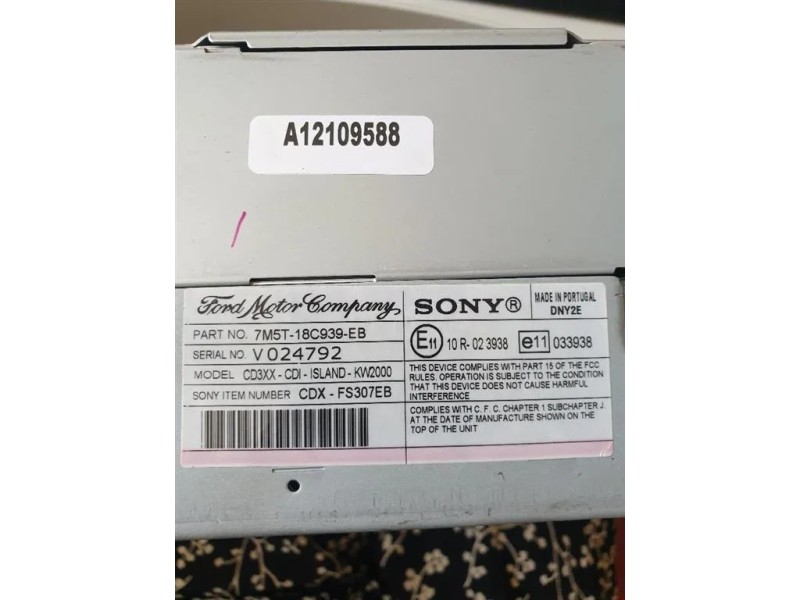 A12109588
Ford Motor Company
PART NO. 7M5T-18C939-EB
SERIAL NO. V024792
MODEL CD3XX - CDI - ISLAND - KW2000
SONY ITEM NUMBER CDX - FS307EB
SONY®
MADE IN PORTUGAL
DNY2E
E11 10 R- 02 3938 e11 033938
THIS DEVICE COMPLIES WITH PART 15 OF THE FCC
RULES. OPERATION IS SUBJECT TO THE CONDITION
THAT THIS DEVICE DOES NOT CAUSE HARMFUL
INTERFERENCE
COMPLIES WITH C. F. C. CHAPTER 1 SUBCHAPTER J.
AT THE DATE OF MANUFACTURE SHOWN ON THE
TOP OF THE UNIT